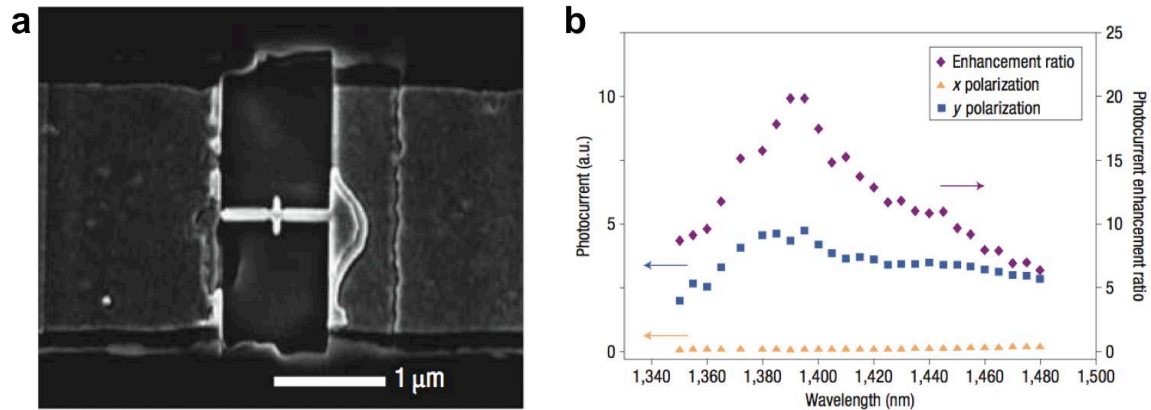 a
1 μm
b
Enhancement ratio
x polarization
y polarization
Photocurrent (a.u.)
10
5
0
25
20
15
10
5
0
Photocurrent enhancement
ratio
1,340
1,360
1,380
1,400
1,420
1,440
1,460
1,480
1,500
Wavelength (nm)